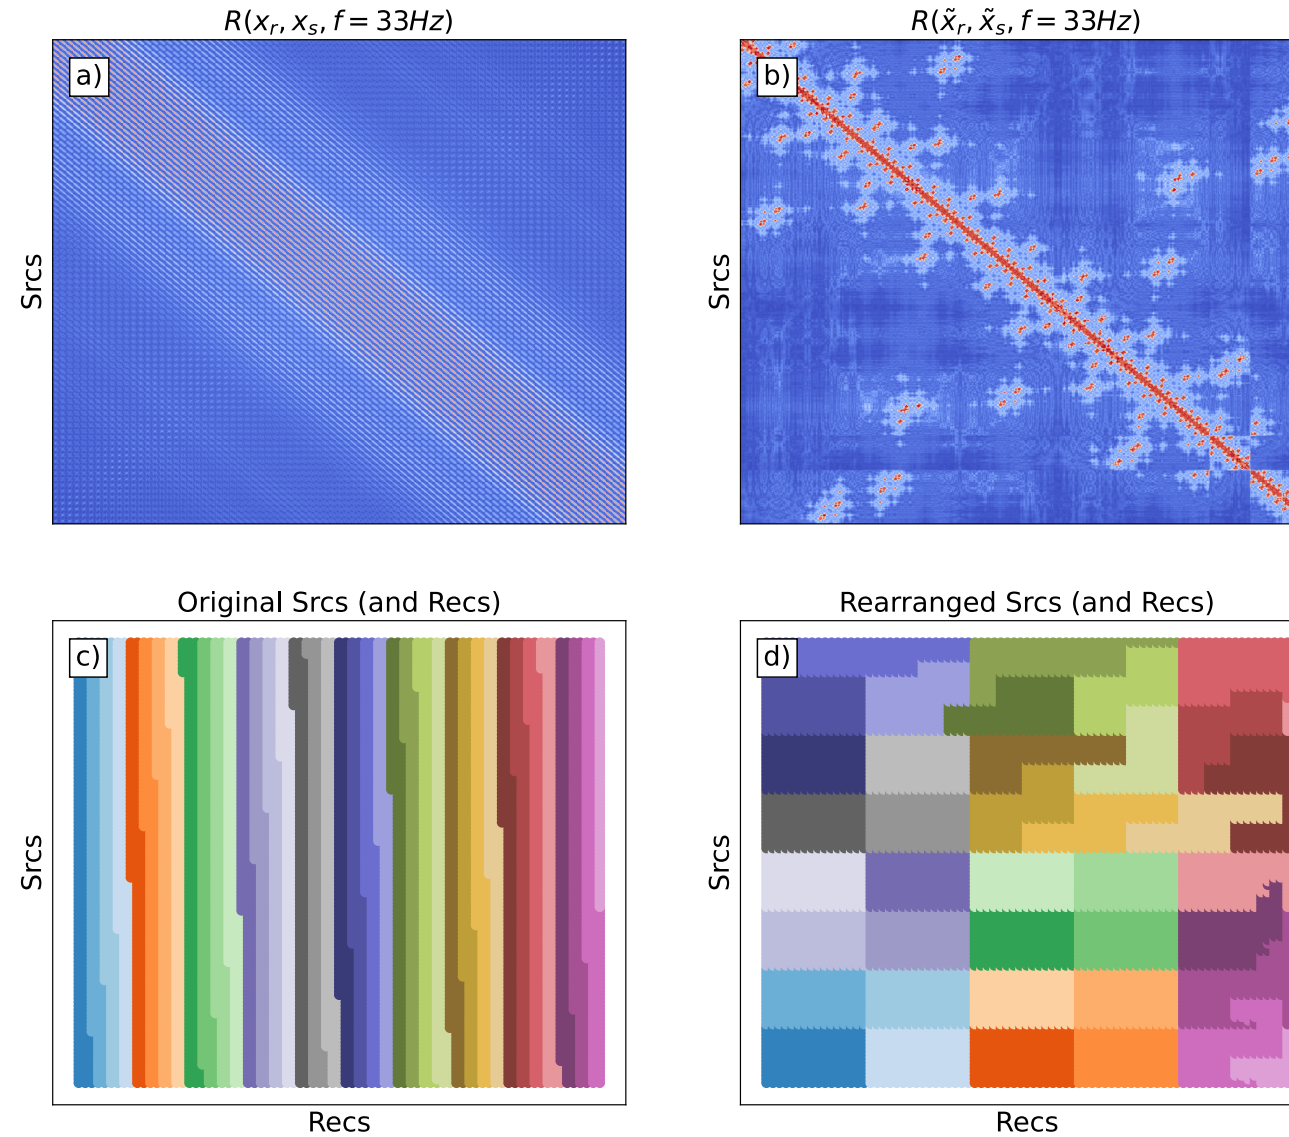 R(x_r, x_s, f = 33Hz)
R(x̃_r, x̃_s, f = 33Hz)
a)
b)
Srcs
Srcs
Original Srcs (and Recs)
Rearranged Srcs (and Recs)
c)
d)
Srcs
Srcs
Recs
Recs